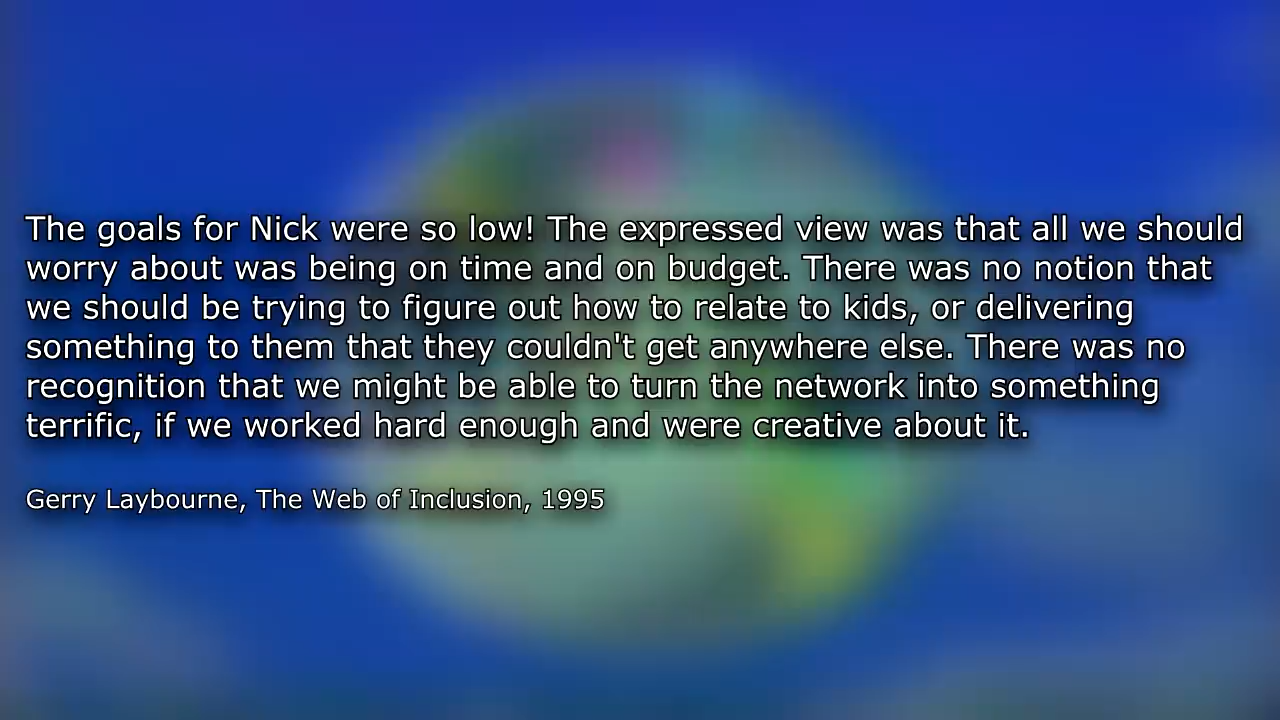 The goals for Nick were so low! The expressed view was that all we should
worry about was being on time and on budget. There was no notion that
we should be trying to figure out how to relate to kids, or delivering
something to them that they couldn't get anywhere else. There was no
recognition that we might be able to turn the network into something
terrific, if we worked hard enough and were creative about it.
Gerry Laybourne, The Web of Inclusion, 1995